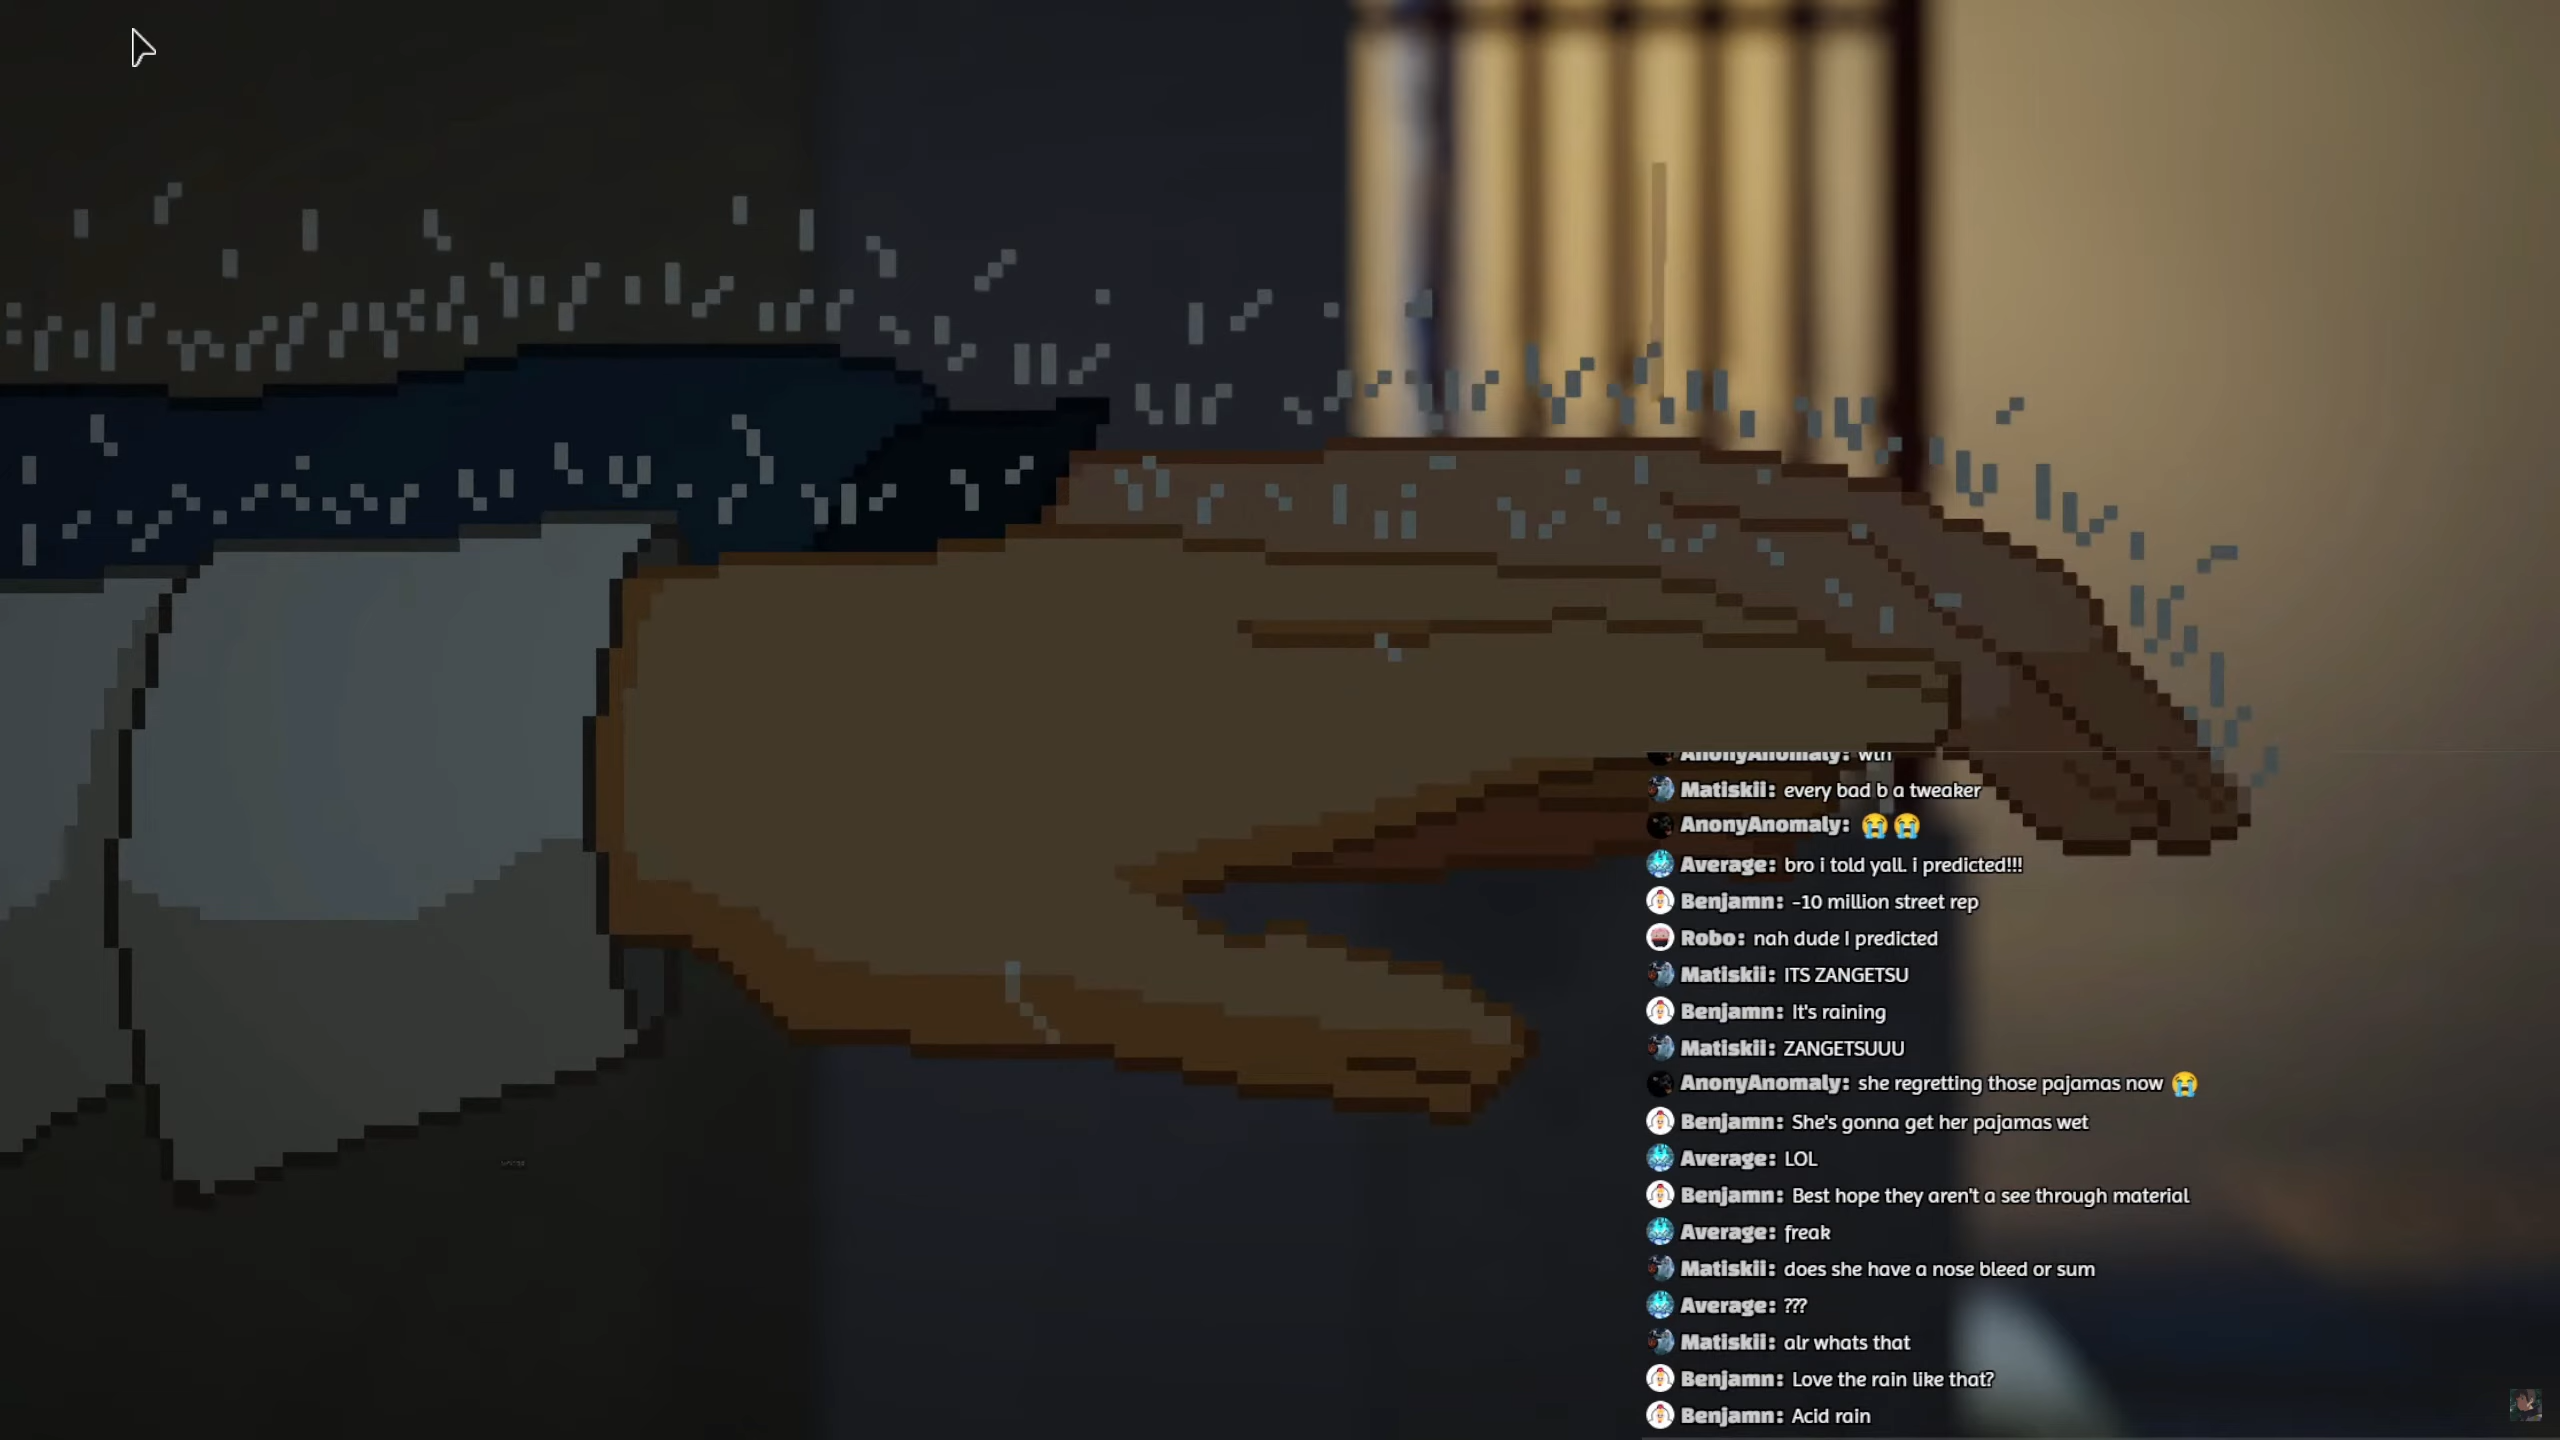 AnonyAnomaly: wth
Matiskii: every bad b a tweaker
AnonyAnomaly: 😭😭
Average: bro i told yall. i predicted!!!
Benjamn: -10 million street rep
Robo: nah dude I predicted
Matiskii: ITS ZANGETSU
Benjamn: It's raining
Matiskii: ZANGETSUUU
AnonyAnomaly: she regretting those pajamas now 😭
Benjamn: She's gonna get her pajamas wet
Average: LOL
Benjamn: Best hope they aren't a see through material
Average: freak
Matiskii: does she have a nose bleed or sum
Average: ???
Matiskii: alr whats that
Benjamn: Love the rain like that?
Benjamn: Acid rain